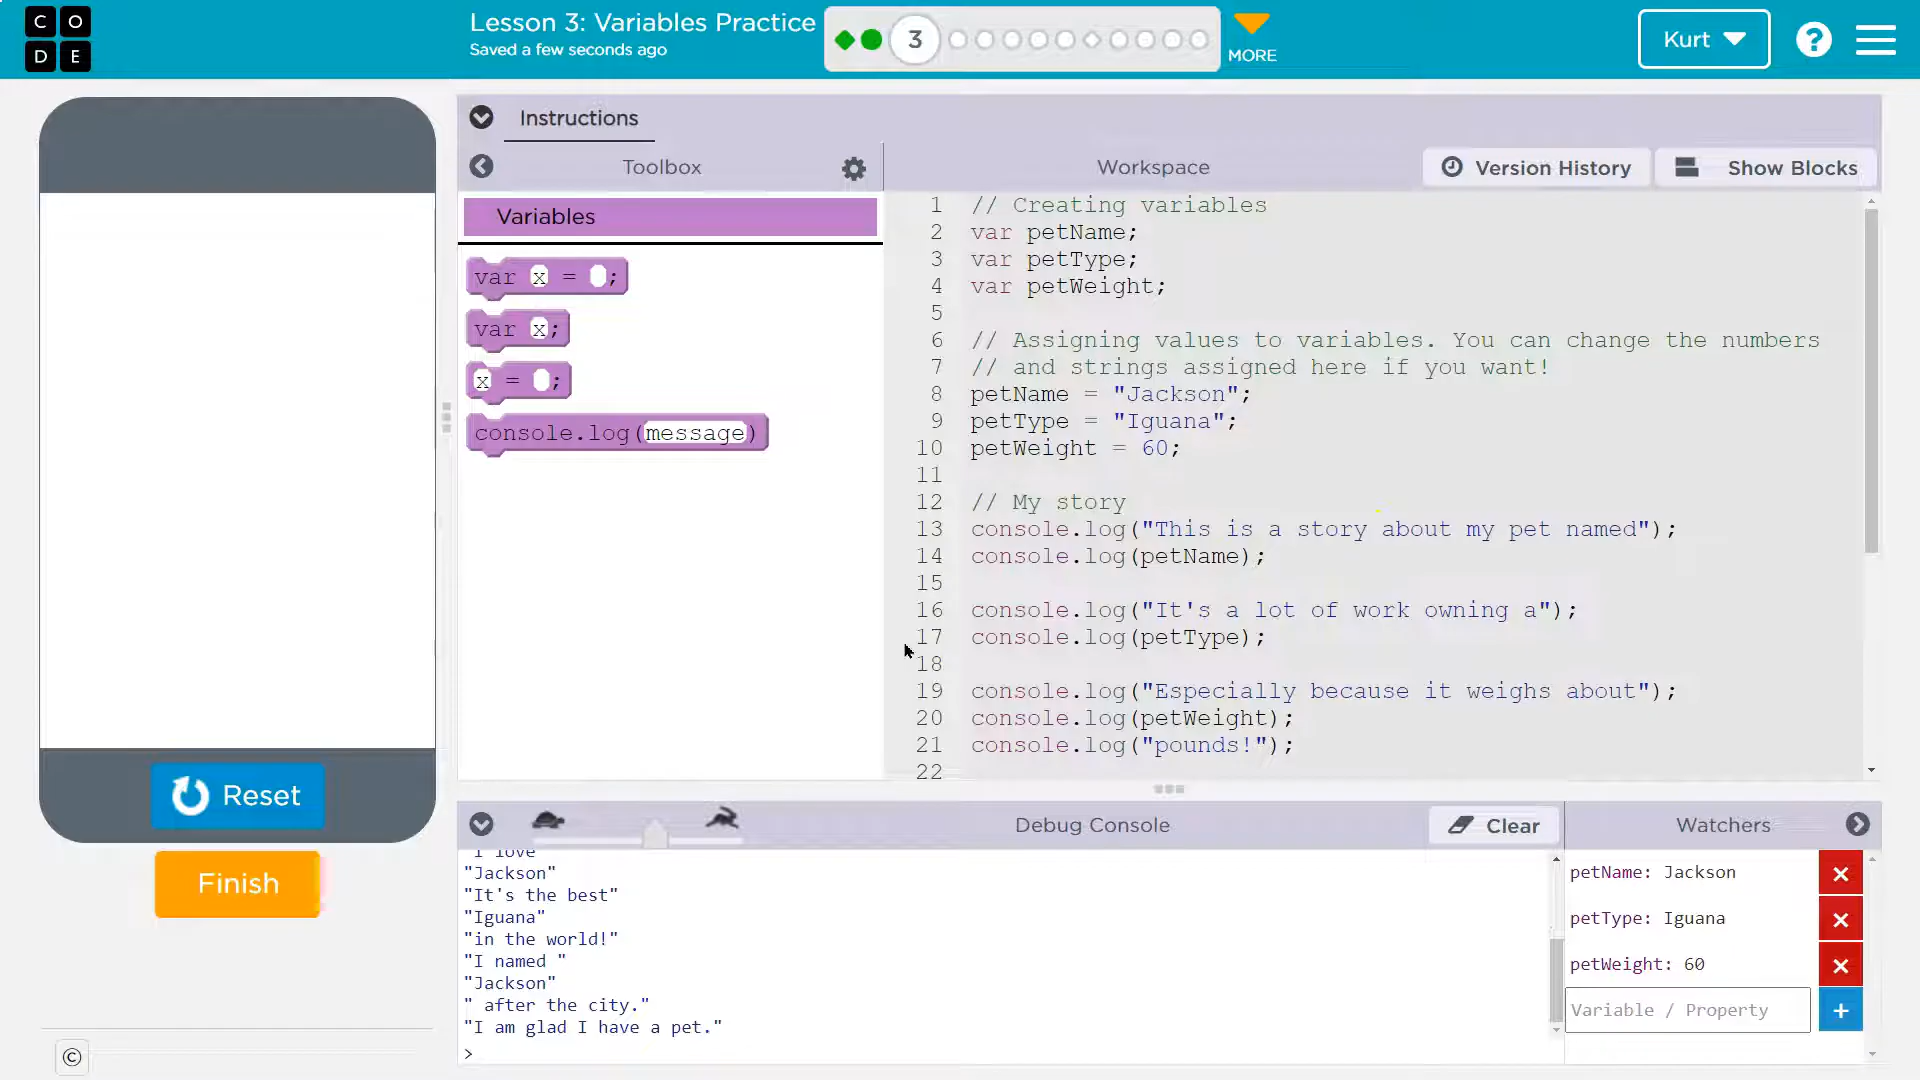 CODE
Lesson 3: Variables Practice
Saved a few seconds ago
3
MORE
Kurt
?
Instructions
Toolbox
Workspace
Version History
Show Blocks
Variables
var x = ;
var x;
x = ;
console.log(message)
1 // Creating variables
2 var petName;
3 var petType;
4 var petWeight;
5
6 // Assigning values to variables. You can change the numbers
7 // and strings assigned here if you want!
8 petName = "Jackson";
9 petType = "Iguana";
10 petWeight = 60;
11
12 // My story
13 console.log("This is a story about my pet named");
14 console.log(petName);
15
16 console.log("It's a lot of work owning a");
17 console.log(petType);
18
19 console.log("Especially because it weighs about");
20 console.log(petWeight);
21 console.log("pounds!");
22
Reset
Finish
©
Debug Console
Clear
Watchers
"I love
"Jackson"
"It's the best"
"Iguana"
"in the world!"
"I named "
"Jackson"
" after the city."
"I am glad I have a pet."
>
petName: Jackson
petType: Iguana
petWeight: 60
Variable / Property